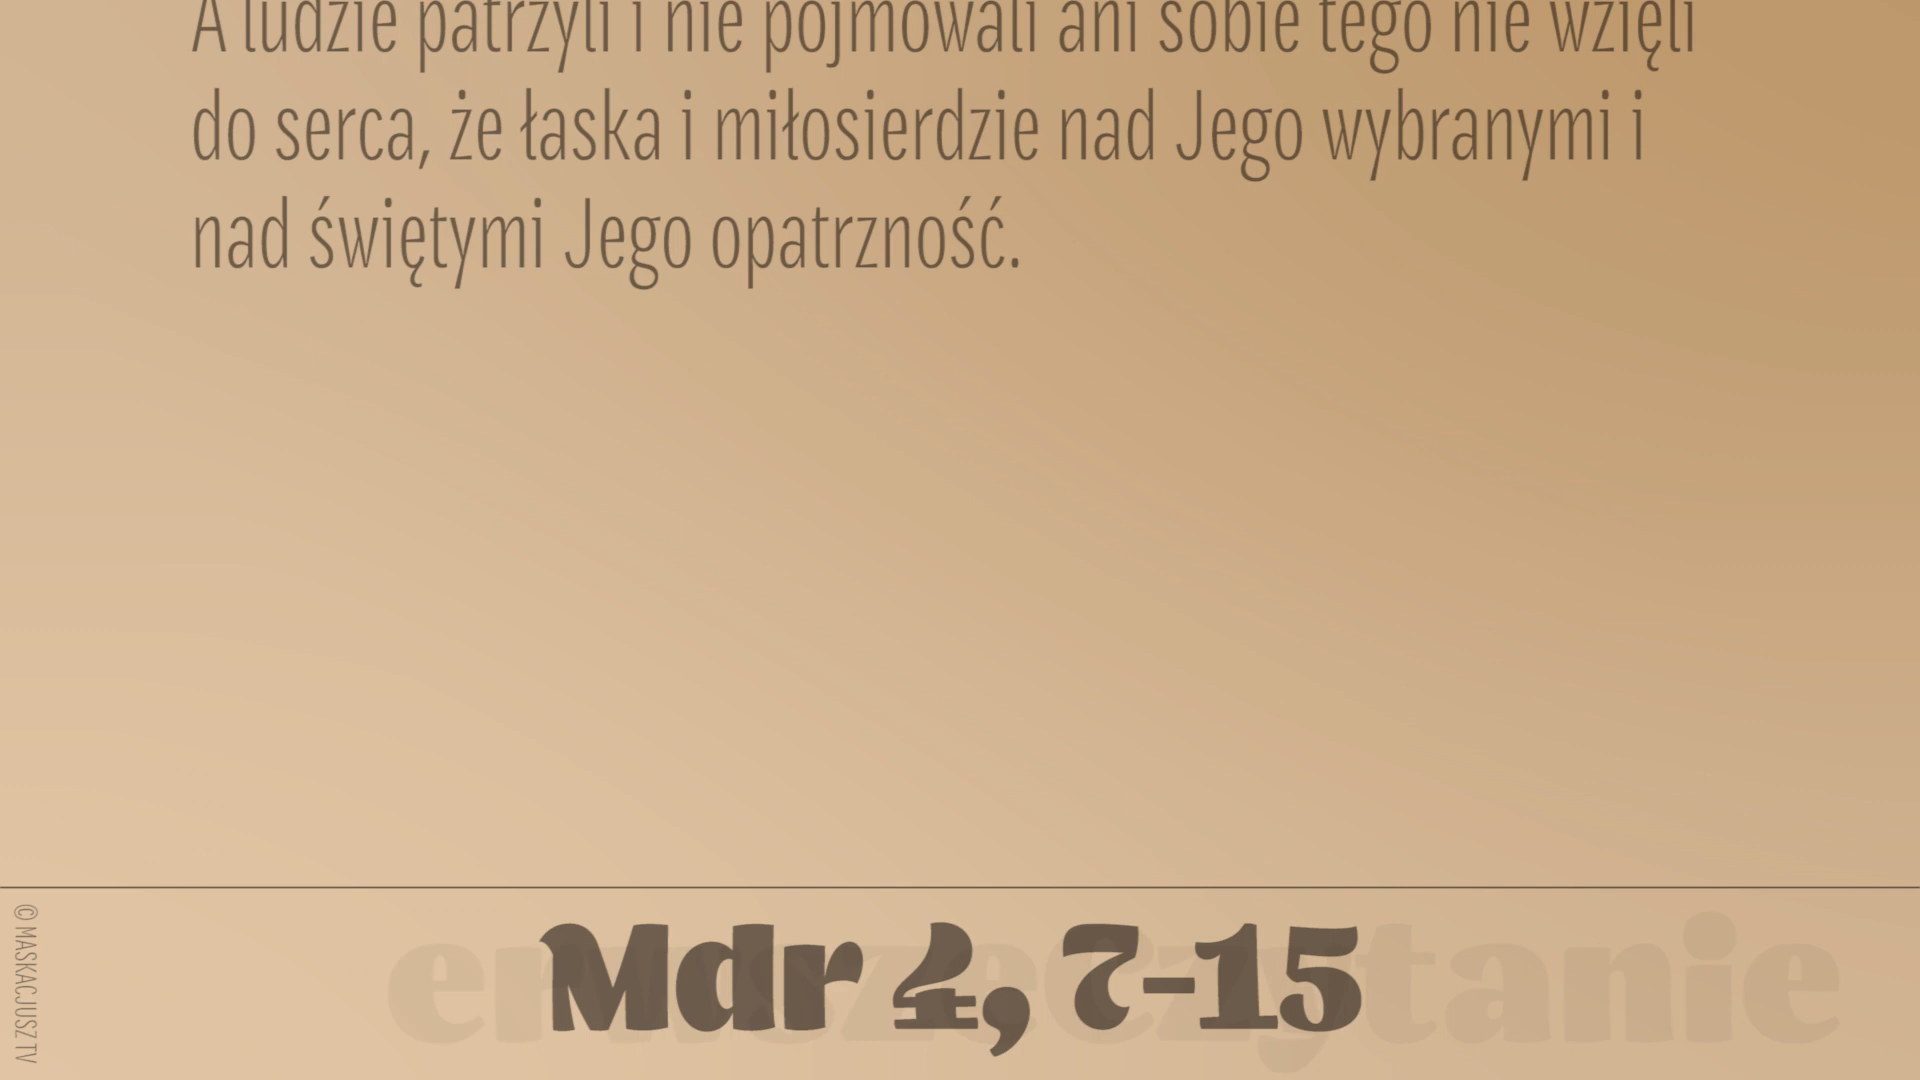 A ludzie patrzyli i nie pojmowali ani sobie tego nie wzięli
do serca, że łaska i miłosierdzie nad Jego wybranymi i
nad świętymi Jego opatrzność.
Mdr 4, 7-15
© MASKACJUSZ TV